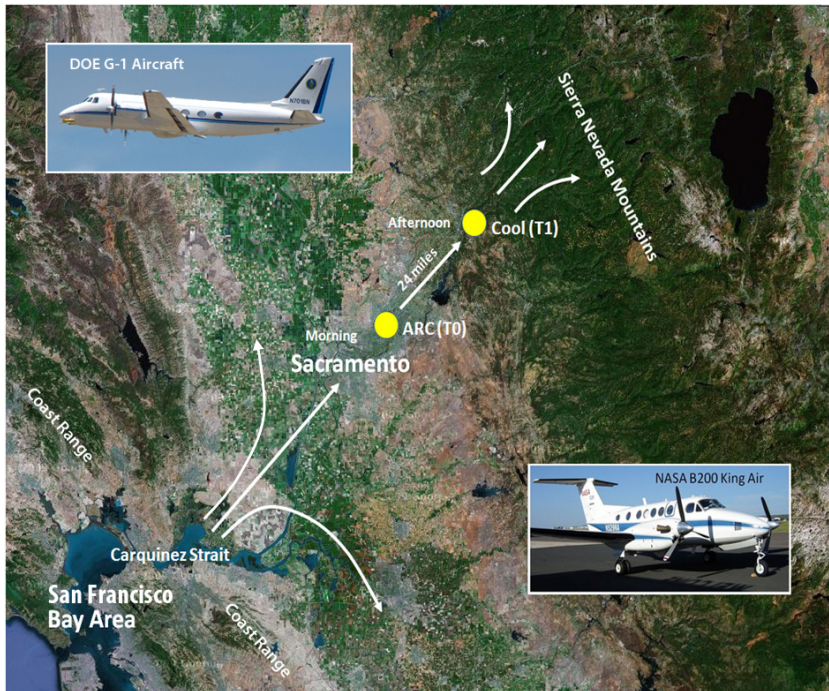 DOE G-1 Aircraft
N701BN
Sierra Nevada Mountains
Afternoon
Cool (T1)
24 miles
ARC (T0)
Morning
Sacramento
Coast Range
NASA B200 King Air
Carquinez Strait
San Francisco
Bay Area
Coast Range